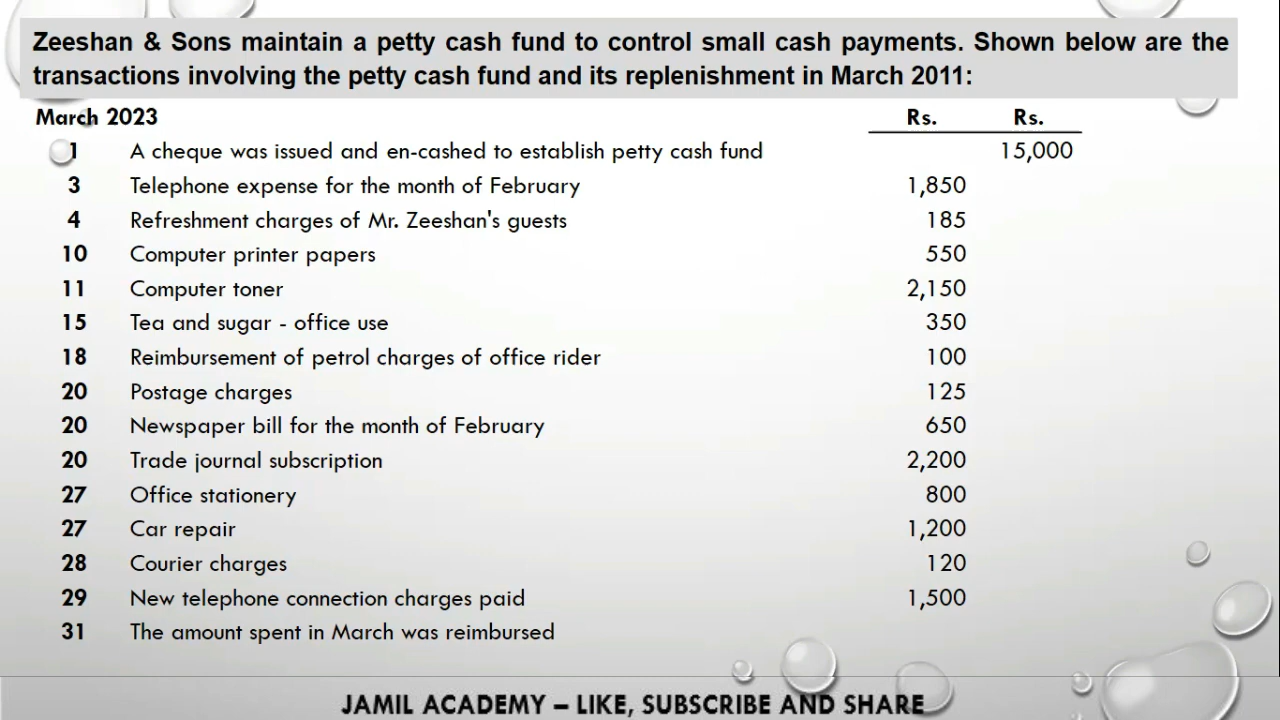 Zeeshan & Sons maintain a petty cash fund to control small cash payments. Shown below are the
transactions involving the petty cash fund and its replenishment in March 2011:
March 2023 Rs. Rs.
1 A cheque was issued and en-cashed to establish petty cash fund 15,000
3 Telephone expense for the month of February 1,850
4 Refreshment charges of Mr. Zeeshan's guests 185
10 Computer printer papers 550
11 Computer toner 2,150
15 Tea and sugar - office use 350
18 Reimbursement of petrol charges of office rider 100
20 Postage charges 125
20 Newspaper bill for the month of February 650
20 Trade journal subscription 2,200
27 Office stationery 800
27 Car repair 1,200
28 Courier charges 120
29 New telephone connection charges paid 1,500
31 The amount spent in March was reimbursed
JAMIL ACADEMY – LIKE, SUBSCRIBE AND SHARE